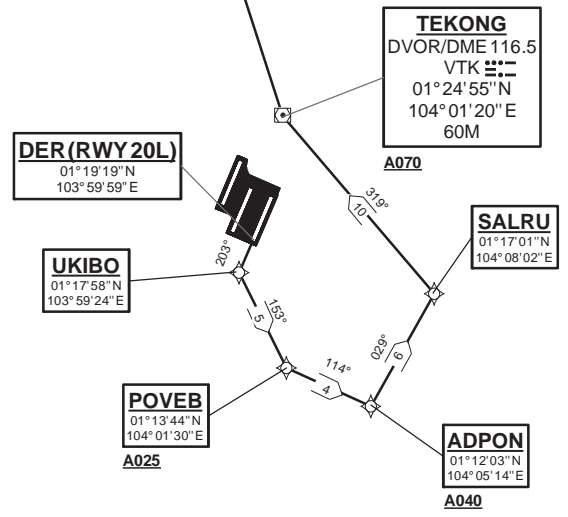 TEKONG
DVOR/DME 116.5
VTK
01°24'55"N
104°01'20"E
60M
A070
DER (RWY 20L)
01°19'19"N
103°59'59"E
319°
10
SALRU
01°17'01"N
104°08'02"E
203°
UKIBO
01°17'58"N
103°59'24"E
153°
5
029°
6
114°
4
POVEB
01°13'44"N
104°01'30"E
A025
ADPON
01°12'03"N
104°05'14"E
A040